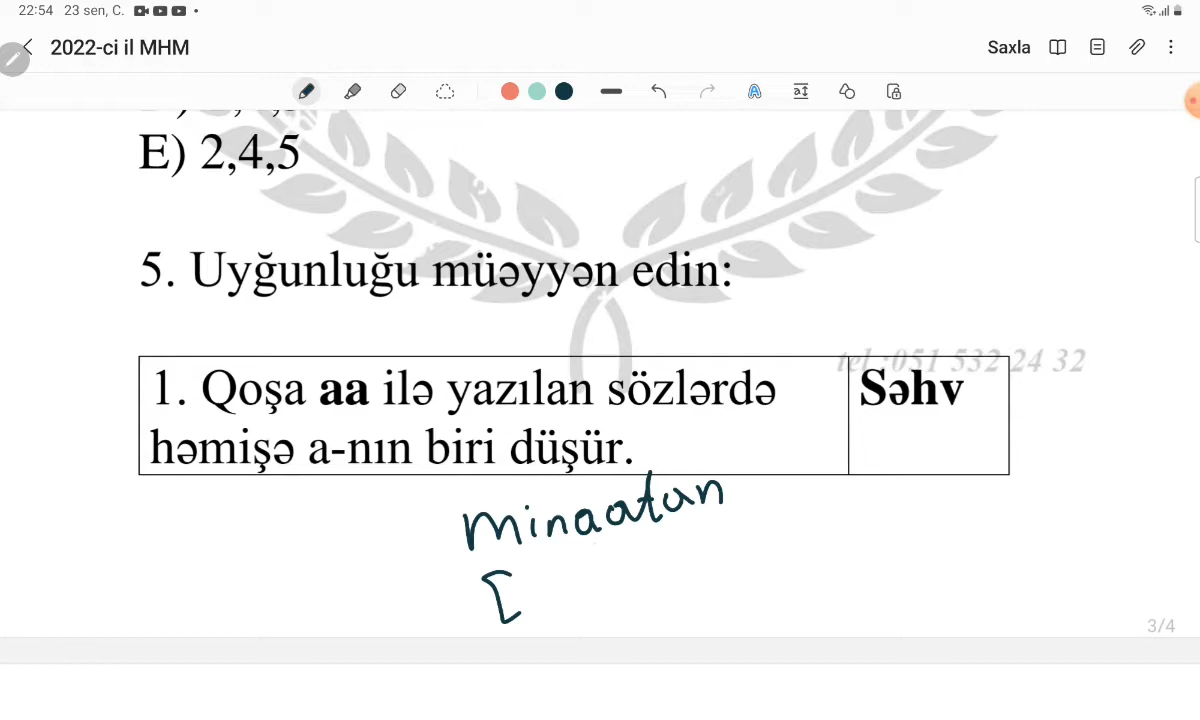 22:54 23 sen, C.
2022-ci il MHM
Saxla
E) 2,4,5
5. Uyğunluğu müəyyən edin:
tel.:051 532 24 32
1. Qoşa aa ilə yazılan sözlərdə
həmişə a-nın biri düşür.
Səhv
minaatan
[
3/4